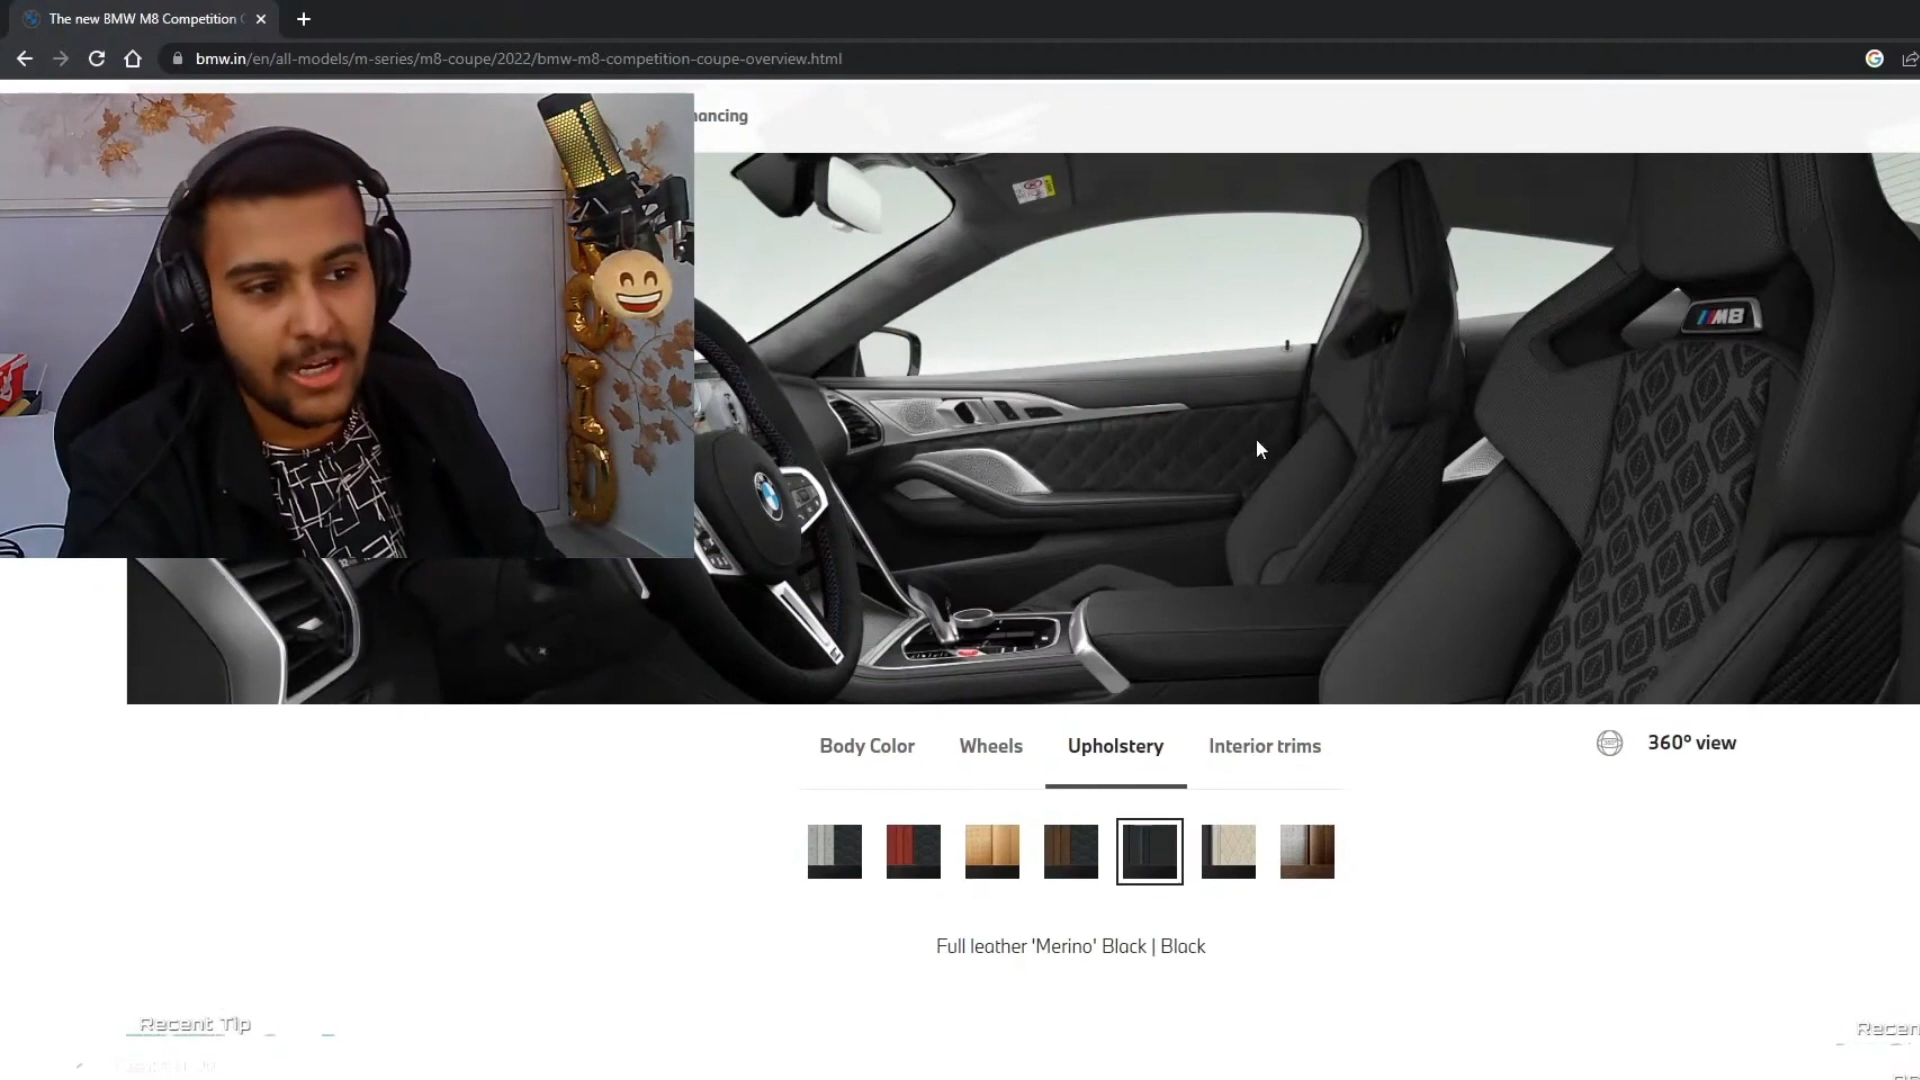 The new BMW M8 Competition
bmw.in/en/all-models/m-series/m8-coupe/2022/bmw-m8-competition-coupe-overview.html
ancing
M8
Body Color
Wheels
Upholstery
Interior trims
360° view
Full leather 'Merino' Black | Black
Recent Tip
Recen